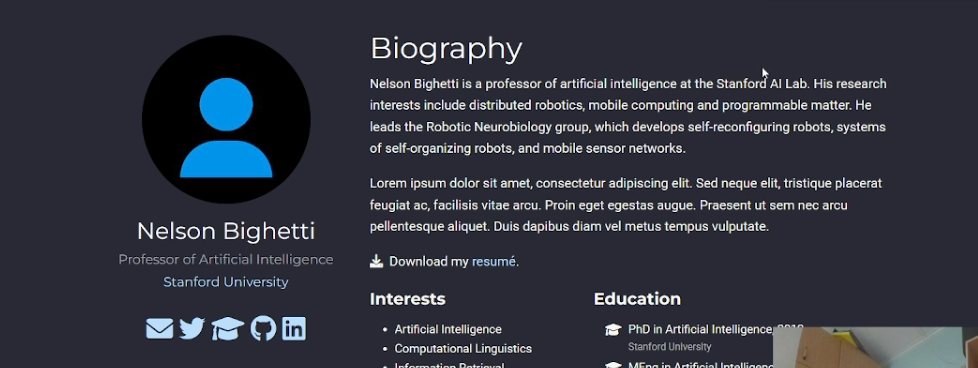 Biography
Nelson Bighetti is a professor of artificial intelligence at the Stanford AI Lab. His research
interests include distributed robotics, mobile computing and programmable matter. He
leads the Robotic Neurobiology group, which develops self-reconfiguring robots, systems
of self-organizing robots, and mobile sensor networks.
Lorem ipsum dolor sit amet, consectetur adipiscing elit. Sed neque elit, tristique placerat
feugiat ac, facilisis vitae arcu. Proin eget egestas augue. Praesent ut sem nec arcu
pellentesque aliquet. Duis dapibus diam vel metus tempus vulputate.
Download my resumé.
Nelson Bighetti
Professor of Artificial Intelligence
Stanford University
Interests
Artificial Intelligence
Computational Linguistics
Information Retrieval
Education
PhD in Artificial Intelligence,
Stanford University
MEng in Artificial